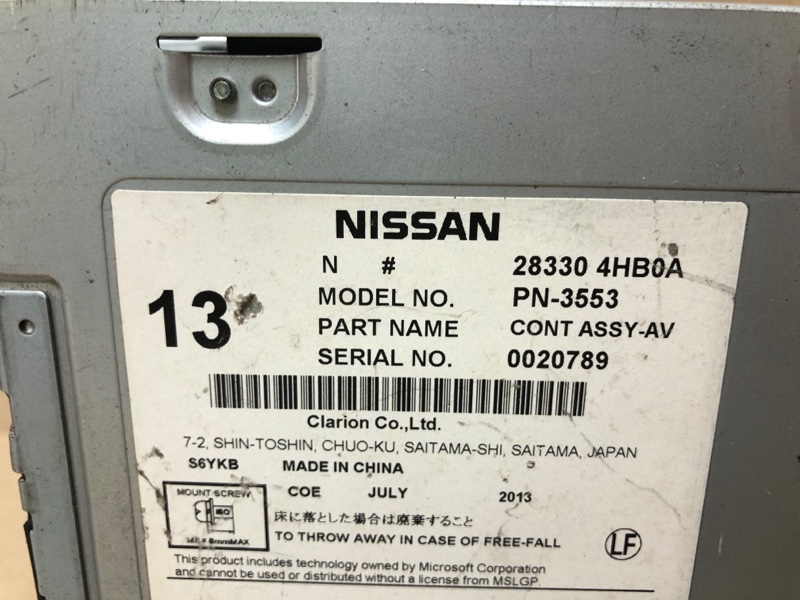 NISSAN
N # 28330 4HB0A
13
MODEL NO. PN-3553
PART NAME CONT ASSY-AV
SERIAL NO. 0020789
Clarion Co.,Ltd.
7-2, SHIN-TOSHIN, CHUO-KU, SAITAMA-SHI, SAITAMA, JAPAN
S6YKB MADE IN CHINA
COE JULY 2013
MOUNT SCREW
ISO
8mmMAX
床に落とした場合は廃棄すること
TO THROW AWAY IN CASE OF FREE-FALL
LF
This product includes technology owned by Microsoft Corporation
and cannot be used or distributed without a license from MSLGP